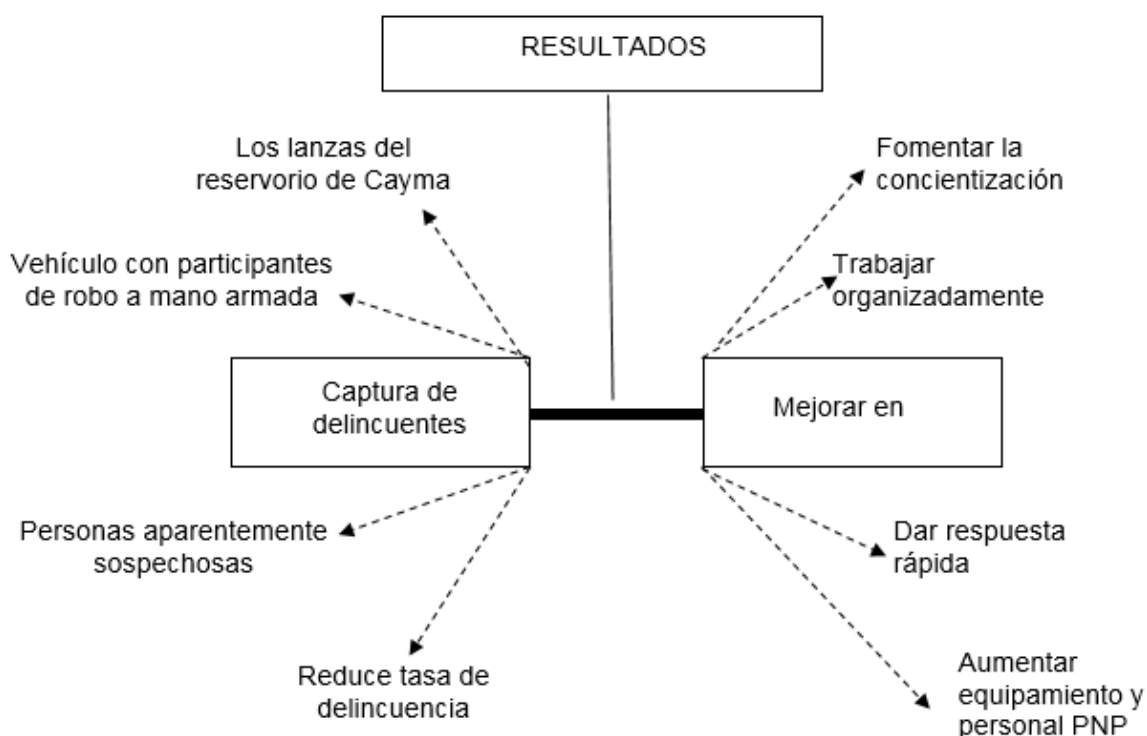 RESULTADOS
Los lanzas del
reservorio de Cayma
Fomentar la
concientización
Vehículo con participantes
de robo a mano armada
Trabajar
organizadamente
Captura de
delincuentes
Mejorar en
Personas aparentemente
sospechosas
Dar respuesta
rápida
Reduce tasa de
delincuencia
Aumentar
equipamiento y
personal PNP